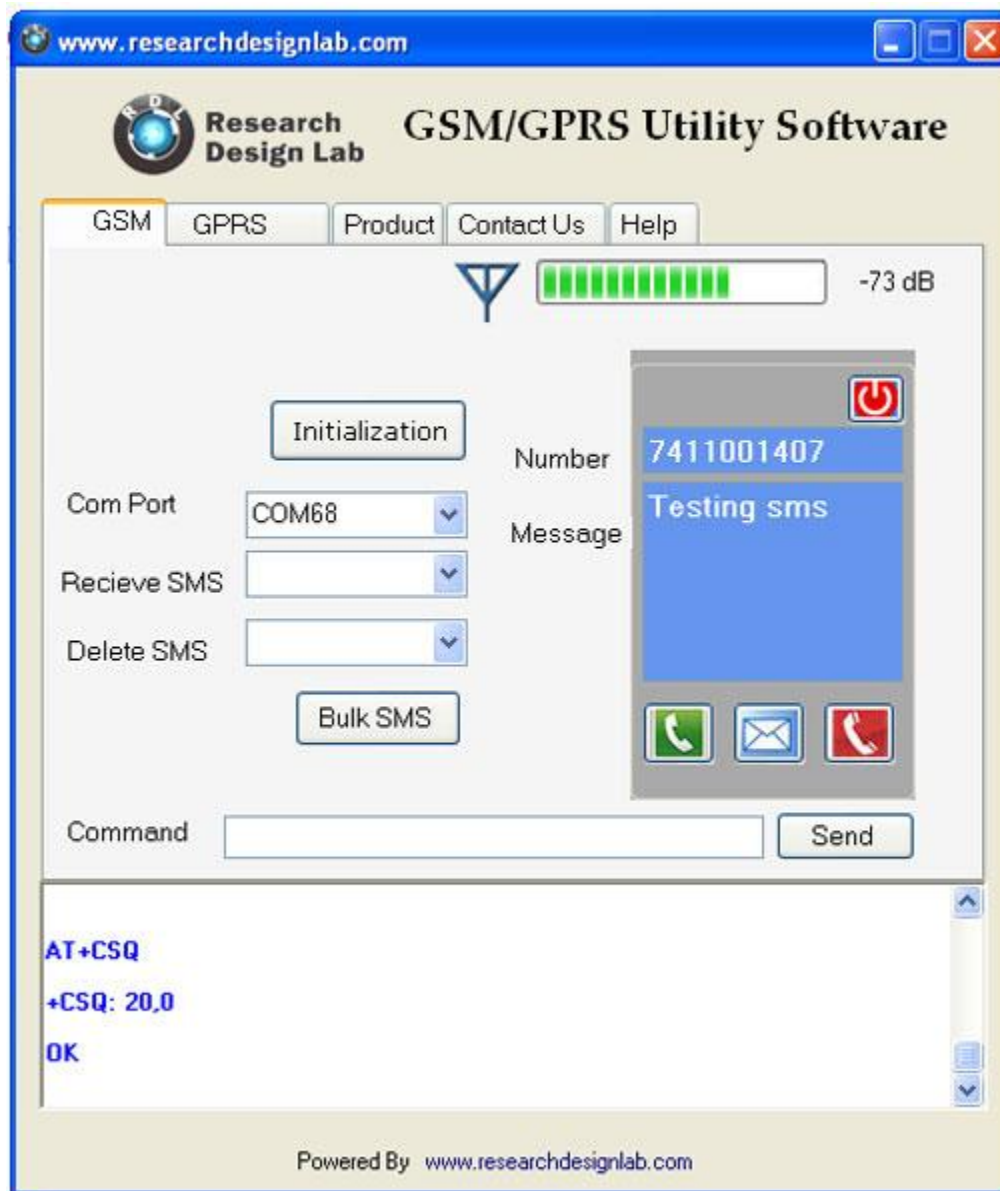 www.researchdesignlab.com
RDL
Research
Design Lab
GSM/GPRS Utility Software
GSM GPRS Product Contact Us Help
-73 dB
Initialization
Number 7411001407
Com Port COM68
Message Testing sms
Recieve SMS
Delete SMS
Bulk SMS
Command Send
AT+CSQ
+CSQ: 20,0
OK
Powered By www.researchdesignlab.com